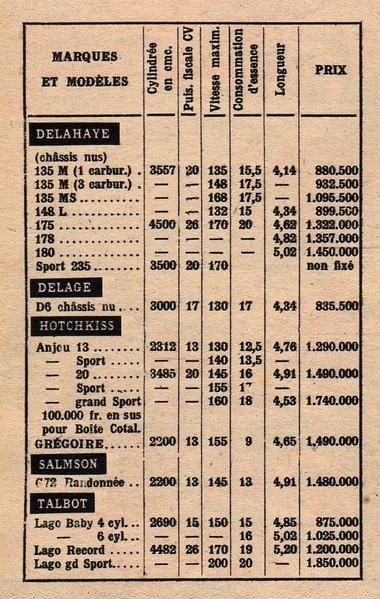 MARQUES ET MODÈLES | Cylindrée en cmc. | Puis. fiscale CV | Vitesse maxim. | Consommation d'essence | Longueur | PRIX
DELAHAYE
(châssis nus)
135 M (1 carbur.) . 3557 20 135 15,5 4,14 880.500
135 M (3 carbur.) . — — 148 17,5 — 932.500
135 MS....... — — 168 17,5 — 1.095.500
148 L.......... — — 132 15 4,34 899.500
175 .......... 4500 26 170 20 4,62 1.322.000
178 .......... — — — — 4,82 1.357.000
180 .......... — — — — 5,02 1.450.000
Sport 235 ........ 3500 20 170 non fixé
DELAGE
D6 châssis nu.... 3000 17 130 17 4,34 835.500
HOTCHKISS
Anjou 13 ....... 2312 13 130 12,5 4,76 1.290.000
— Sport ..... 140 13,5
— 20 ........ 3485 20 145 16 4,91 1.490.000
— Sport ..... — — 155 17 — —
— grand Sport — — 160 18 4,53 1.740.000
100.000 fr. en sus
pour Boîte Cotal.
GRÉGOIRE..... 2200 13 155 9 4,65 1,490.000
SALMSON
G72 Randonnée.. 2200 13 145 13 4,91 1.480.000
TALBOT
Lago Baby 4 cyl... 2690 15 150 15 4,85 875.000
— 6 cyl... — — — 16 5,02 1.025.000
Lago Record .... 4482 26 170 19 5,20 1.200.000
Lago gd Sport..... — — 200 20 — 1.850.000